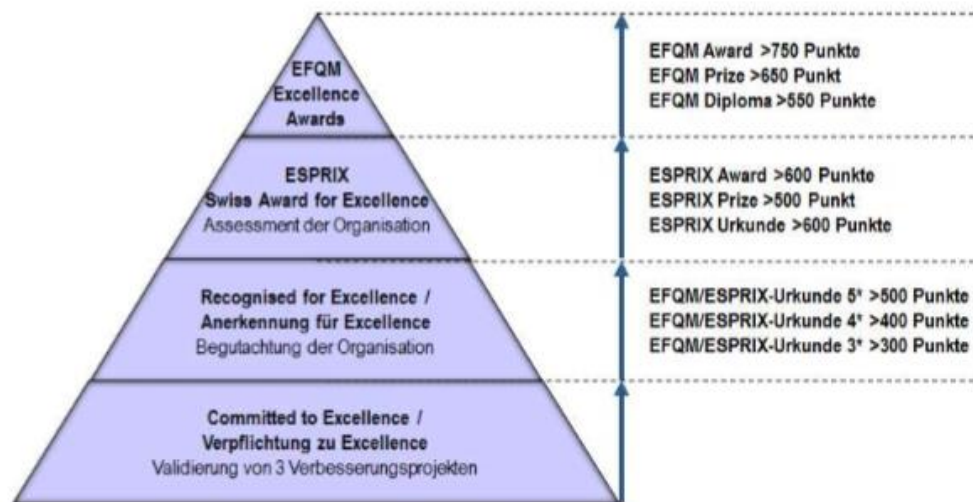 EFQM
Excellence
Awards
EFQM Award >750 Punkte
EFQM Prize >650 Punkt
EFQM Diploma >550 Punkte
ESPRIX
Swiss Award for Excellence
Assessment der Organisation
ESPRIX Award >600 Punkte
ESPRIX Prize >500 Punkt
ESPRIX Urkunde >600 Punkte
Recognised for Excellence /
Anerkennung für Excellence
Begutachtung der Organisation
EFQM/ESPRIX-Urkunde 5* >500 Punkte
EFQM/ESPRIX-Urkunde 4* >400 Punkte
EFQM/ESPRIX-Urkunde 3* >300 Punkte
Committed to Excellence /
Verpflichtung zu Excellence
Validierung von 3 Verbesserungsprojekten